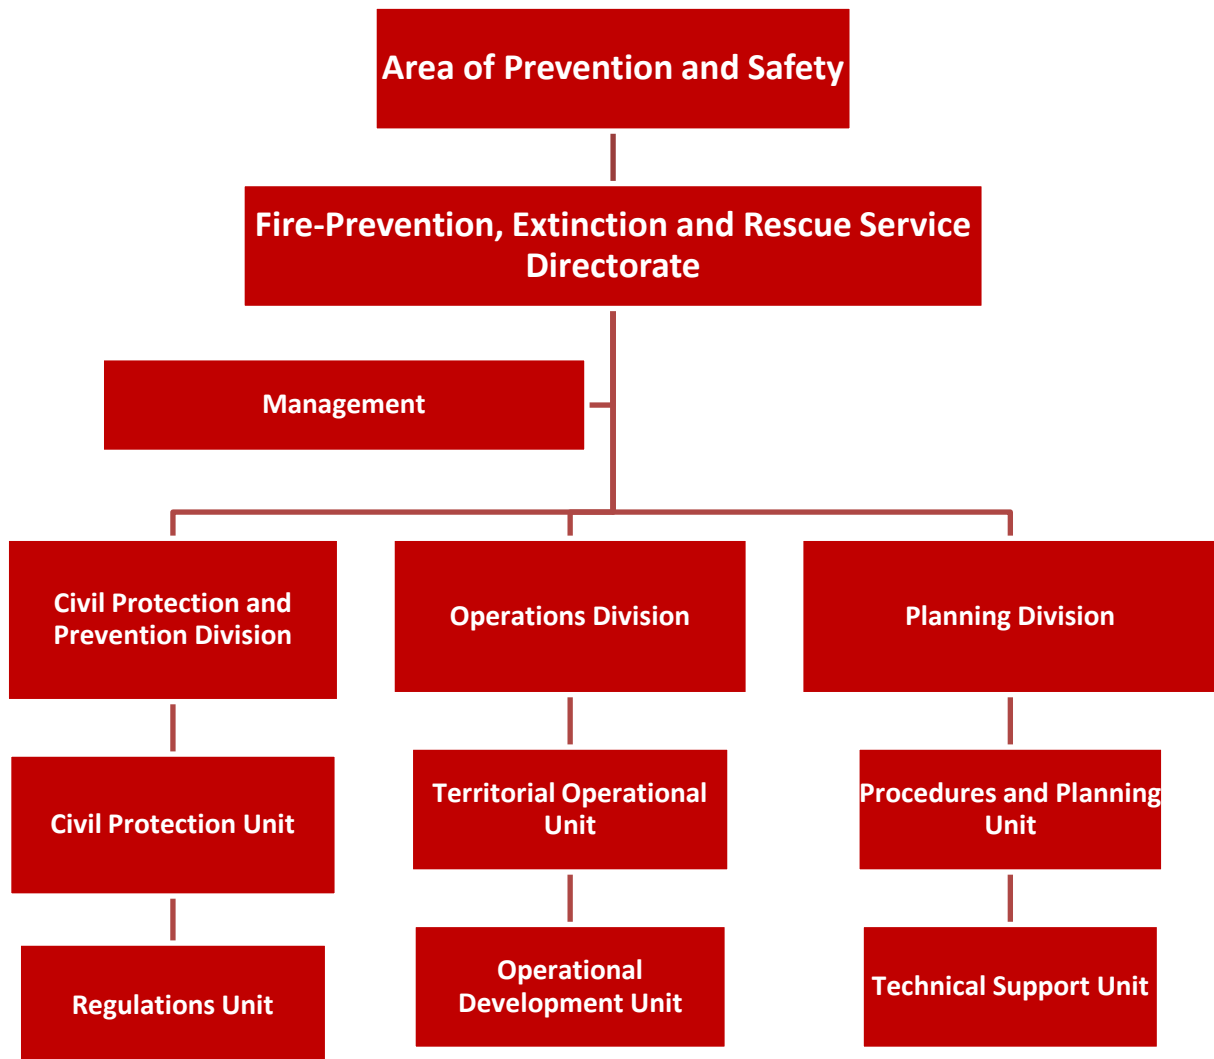 Area of Prevention and Safety
Fire-Prevention, Extinction and Rescue Service
Directorate
Management
Civil Protection and
Prevention Division
Operations Division
Planning Division
Civil Protection Unit
Territorial Operational
Unit
Procedures and Planning
Unit
Regulations Unit
Operational
Development Unit
Technical Support Unit